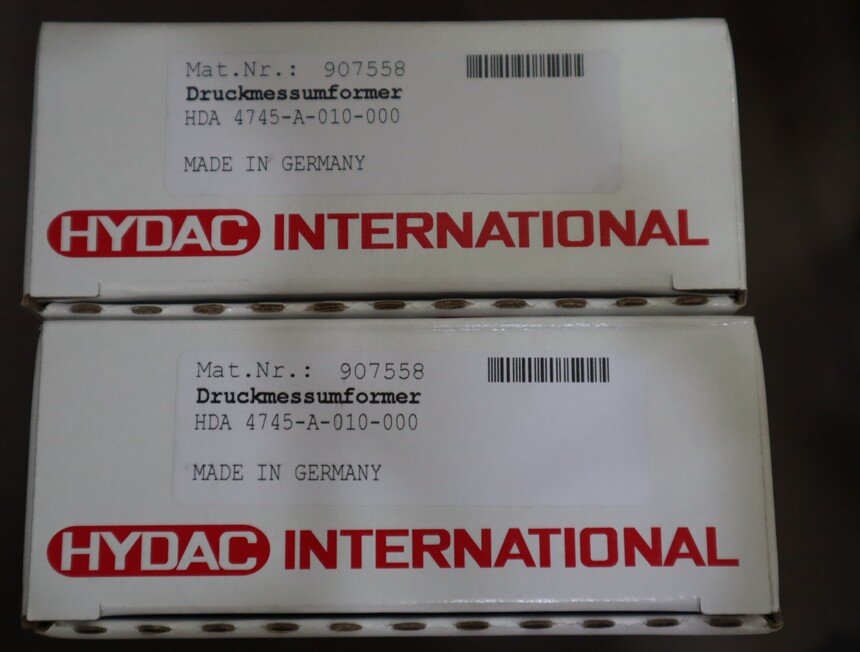 Mat.Nr.: 907558
Druckmessumformer
HDA 4745-A-010-000
MADE IN GERMANY
HYDAC INTERNATIONAL
Mat.Nr.: 907558
Druckmessumformer
HDA 4745-A-010-000
MADE IN GERMANY
HYDAC INTERNATIONAL